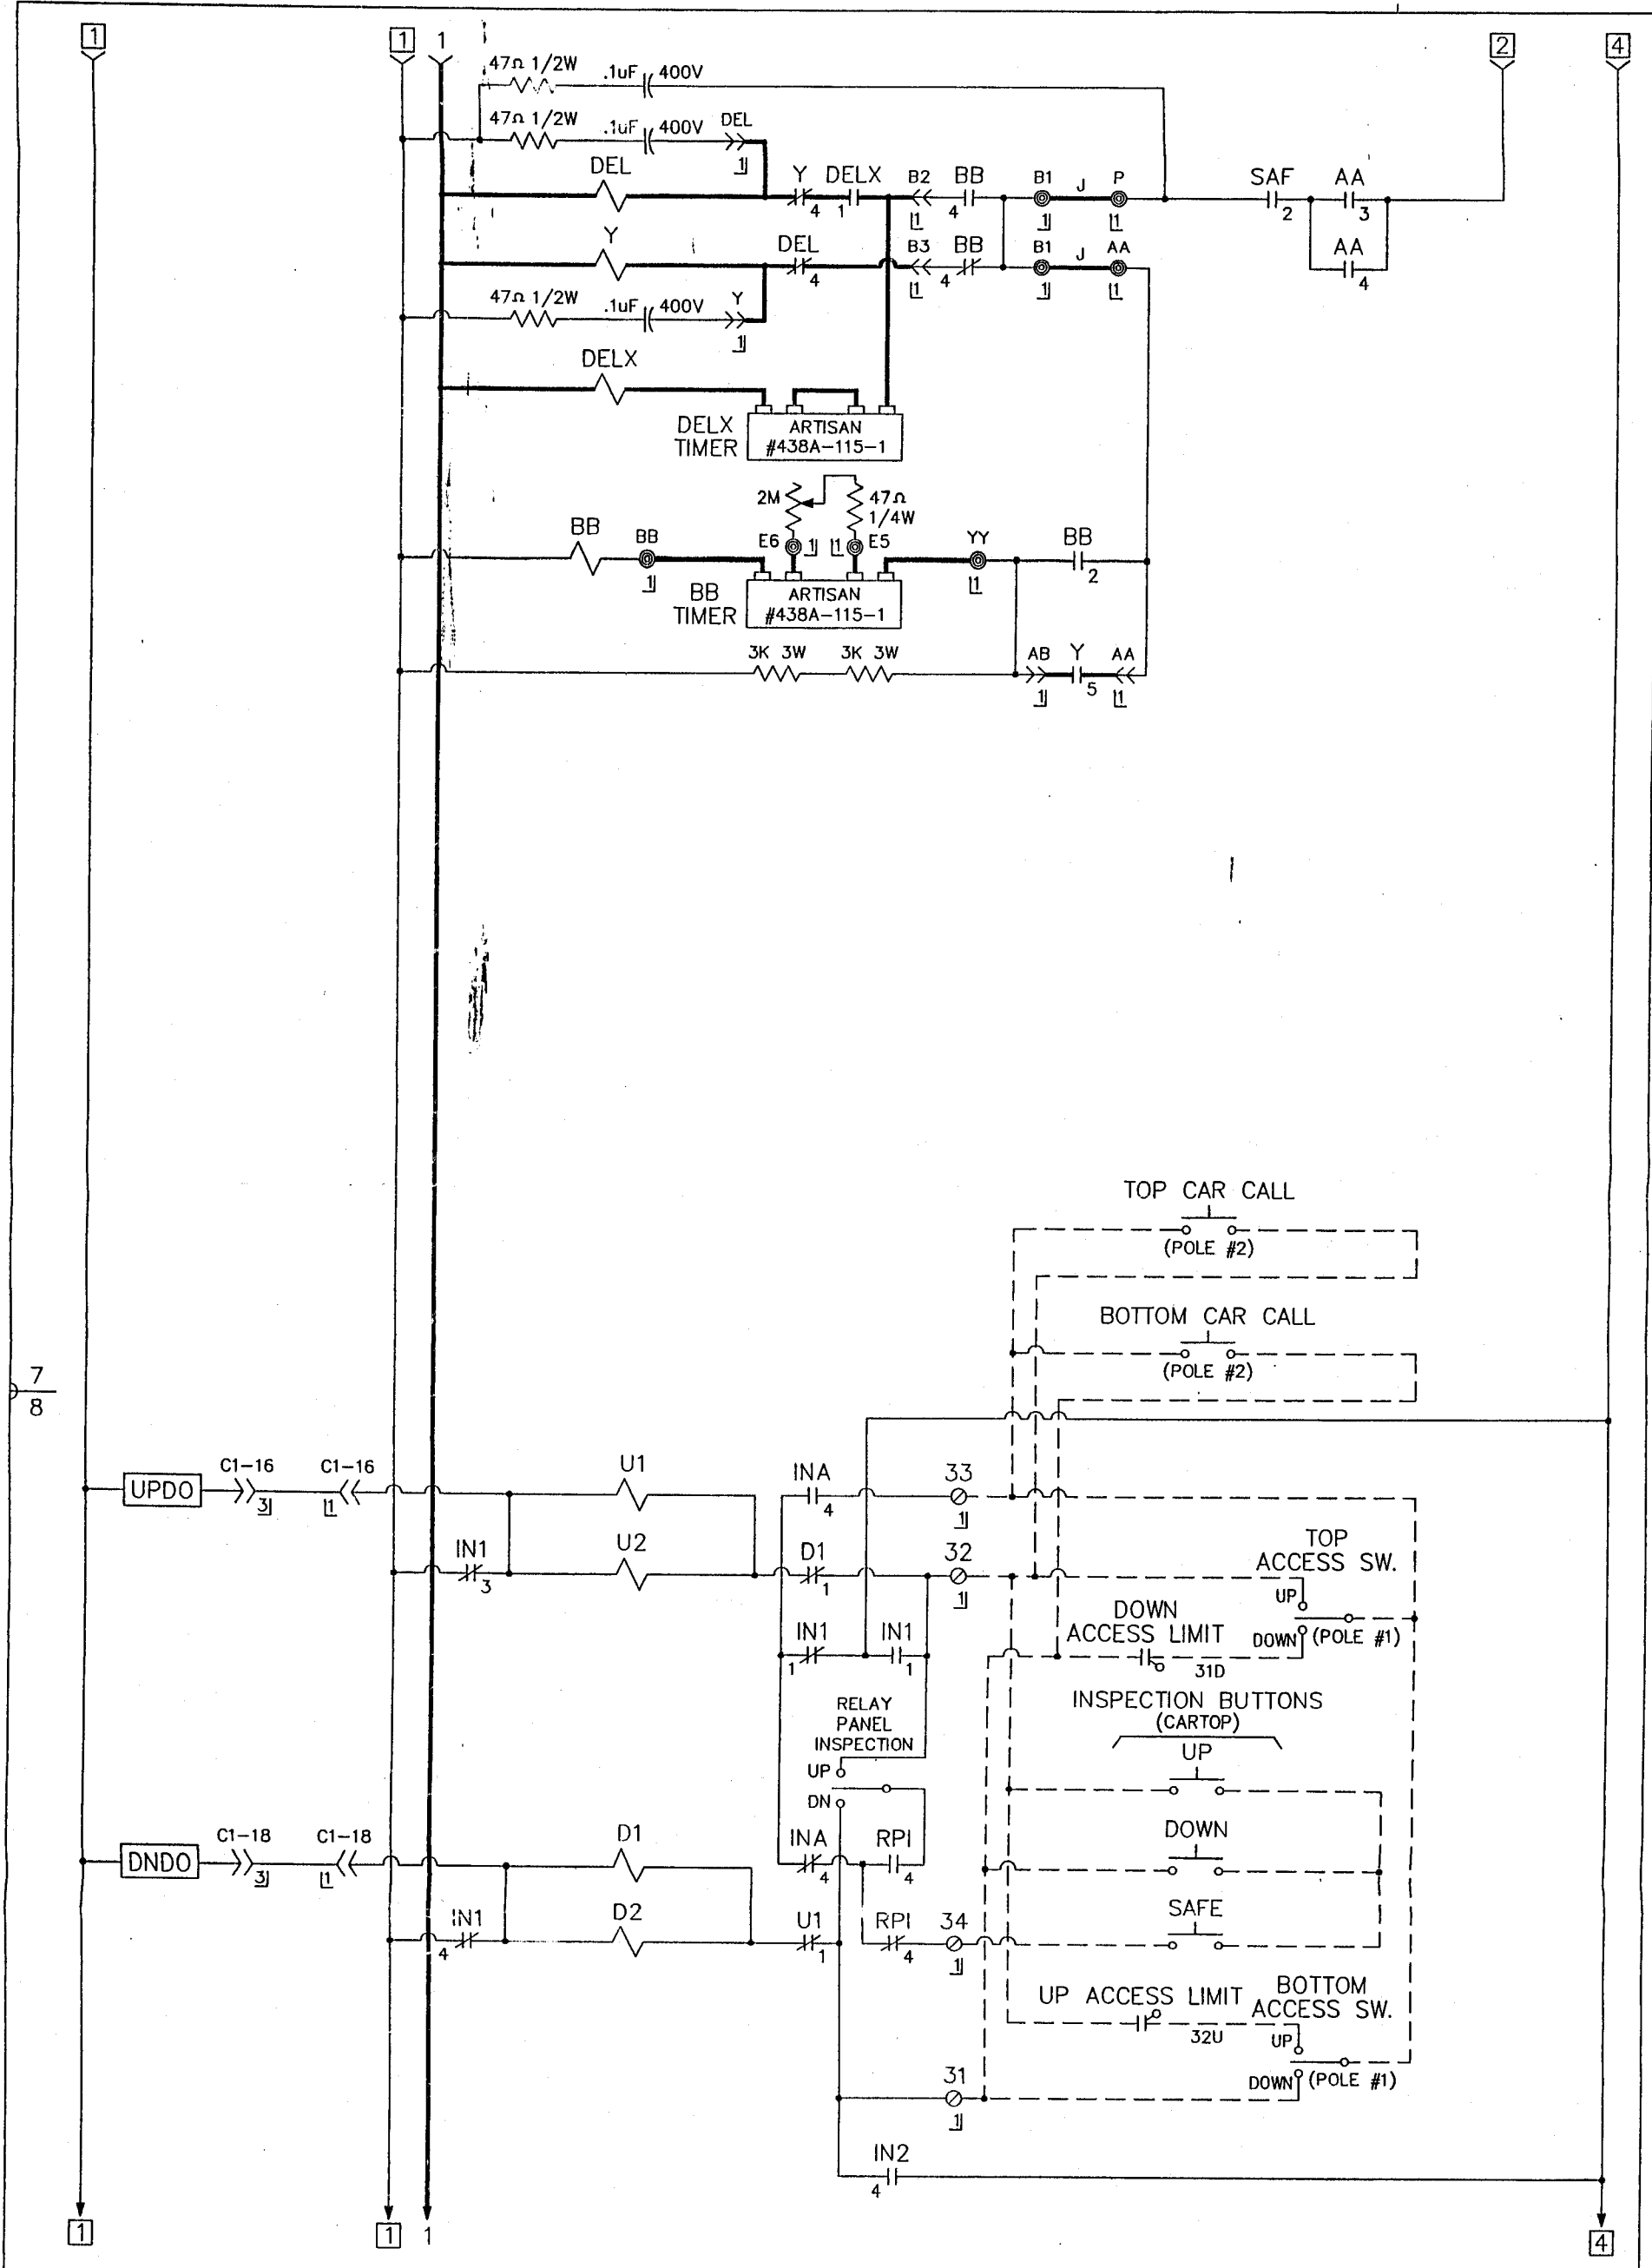 1
1
1
2
4
47Ω 1/2W .1uF 400V
47Ω 1/2W .1uF 400V DEL
1
DEL Y DELX B2 BB B1 J P SAF AA
4 1 1 4 1 1 2 3
Y DEL B3 BB B1 J AA AA
4 1 4 1 1 4
47Ω 1/2W .1uF 400V Y
1
DELX
DELX
TIMER
ARTISAN
#438A-115-1
2M 47Ω
1/4W
BB BB E6 1 1 E5 YY BB
1 1 2
BB
TIMER
ARTISAN
#438A-115-1
3K 3W 3K 3W AB Y AA
1 5 1
TOP CAR CALL
(POLE #2)
BOTTOM CAR CALL
(POLE #2)
7
8
UPDO C1-16 C1-16 U1 INA 33
3 1 4 1
IN1 U2 D1 32
3 1 1
TOP
ACCESS SW.
UP
DOWN
ACCESS LIMIT
DOWN (POLE #1)
31D
IN1 IN1
1 1
INSPECTION BUTTONS
(CARTOP)
RELAY
PANEL
INSPECTION
UP
DN
UP
DOWN
DNDO C1-18 C1-18 D1 INA RPI
3 1 4 4
SAFE
IN1 D2 U1 RPI 34
4 1 4 1
UP ACCESS LIMIT
32U
BOTTOM
ACCESS SW.
UP
DOWN (POLE #1)
31
1
IN2
4
1
1
1
4